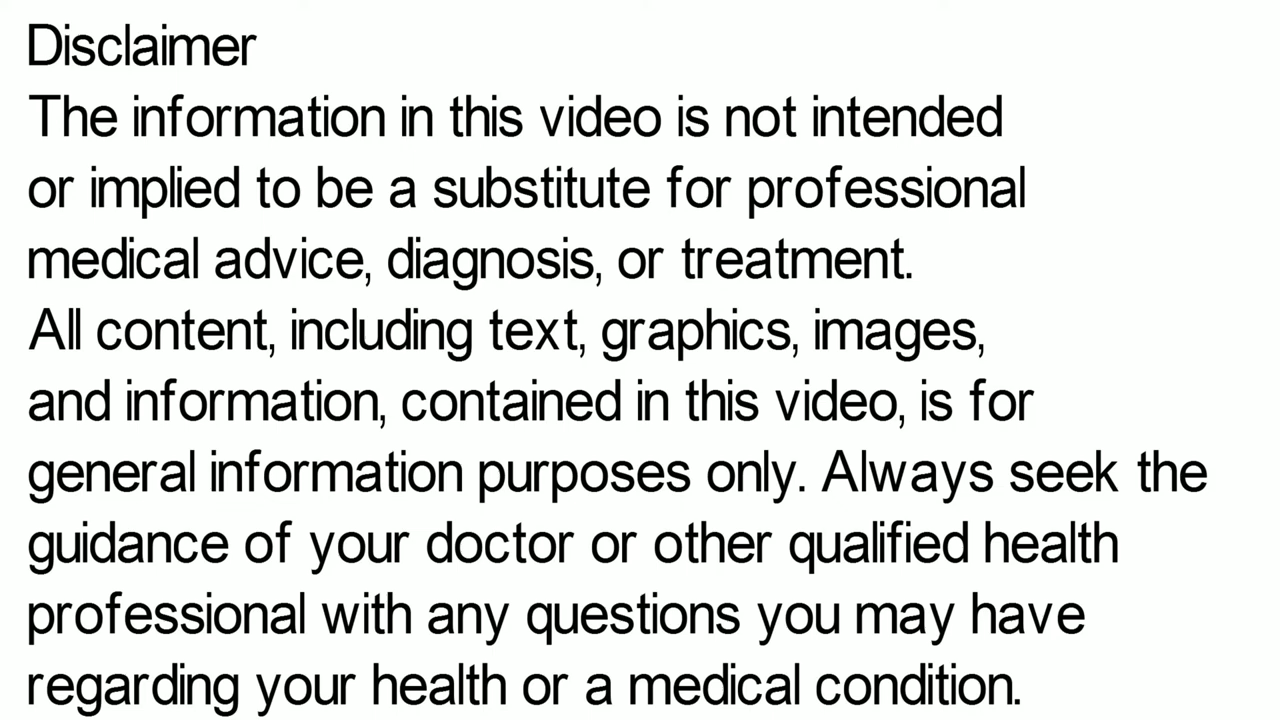 Disclaimer
The information in this video is not intended
or implied to be a substitute for professional
medical advice, diagnosis, or treatment.
All content, including text, graphics, images,
and information, contained in this video, is for
general information purposes only. Always seek the
guidance of your doctor or other qualified health
professional with any questions you may have
regarding your health or a medical condition.